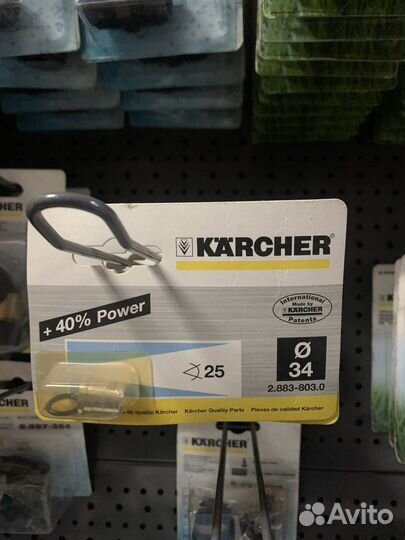 KÄRCHER
+ 40% Power
International
Made by
KÄRCHER
Patents
25
Ø
34
2.883-803.0
de qualité Kärcher Kärcher Quality Parts Piezas de calidad Kärcher
KÄRCHER
Avito